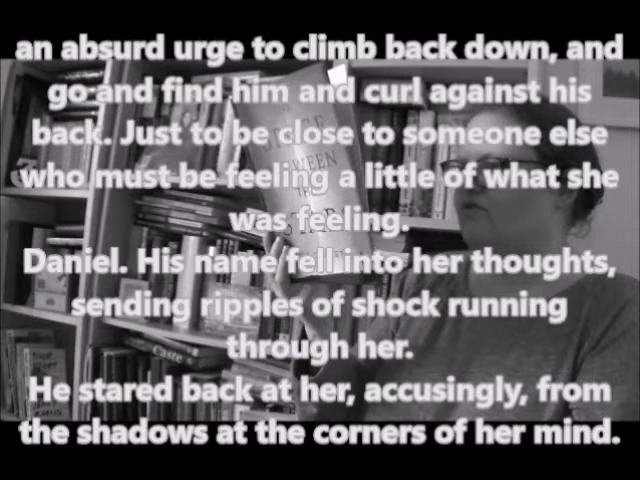 an absurd urge to climb back down, and
go and find him and curl against his
back. Just to be close to someone else
who must be feeling a little of what she
was feeling.
Daniel. His name fell into her thoughts,
sending ripples of shock running
through her.
He stared back at her, accusingly, from
the shadows at the corners of her mind.
Caste